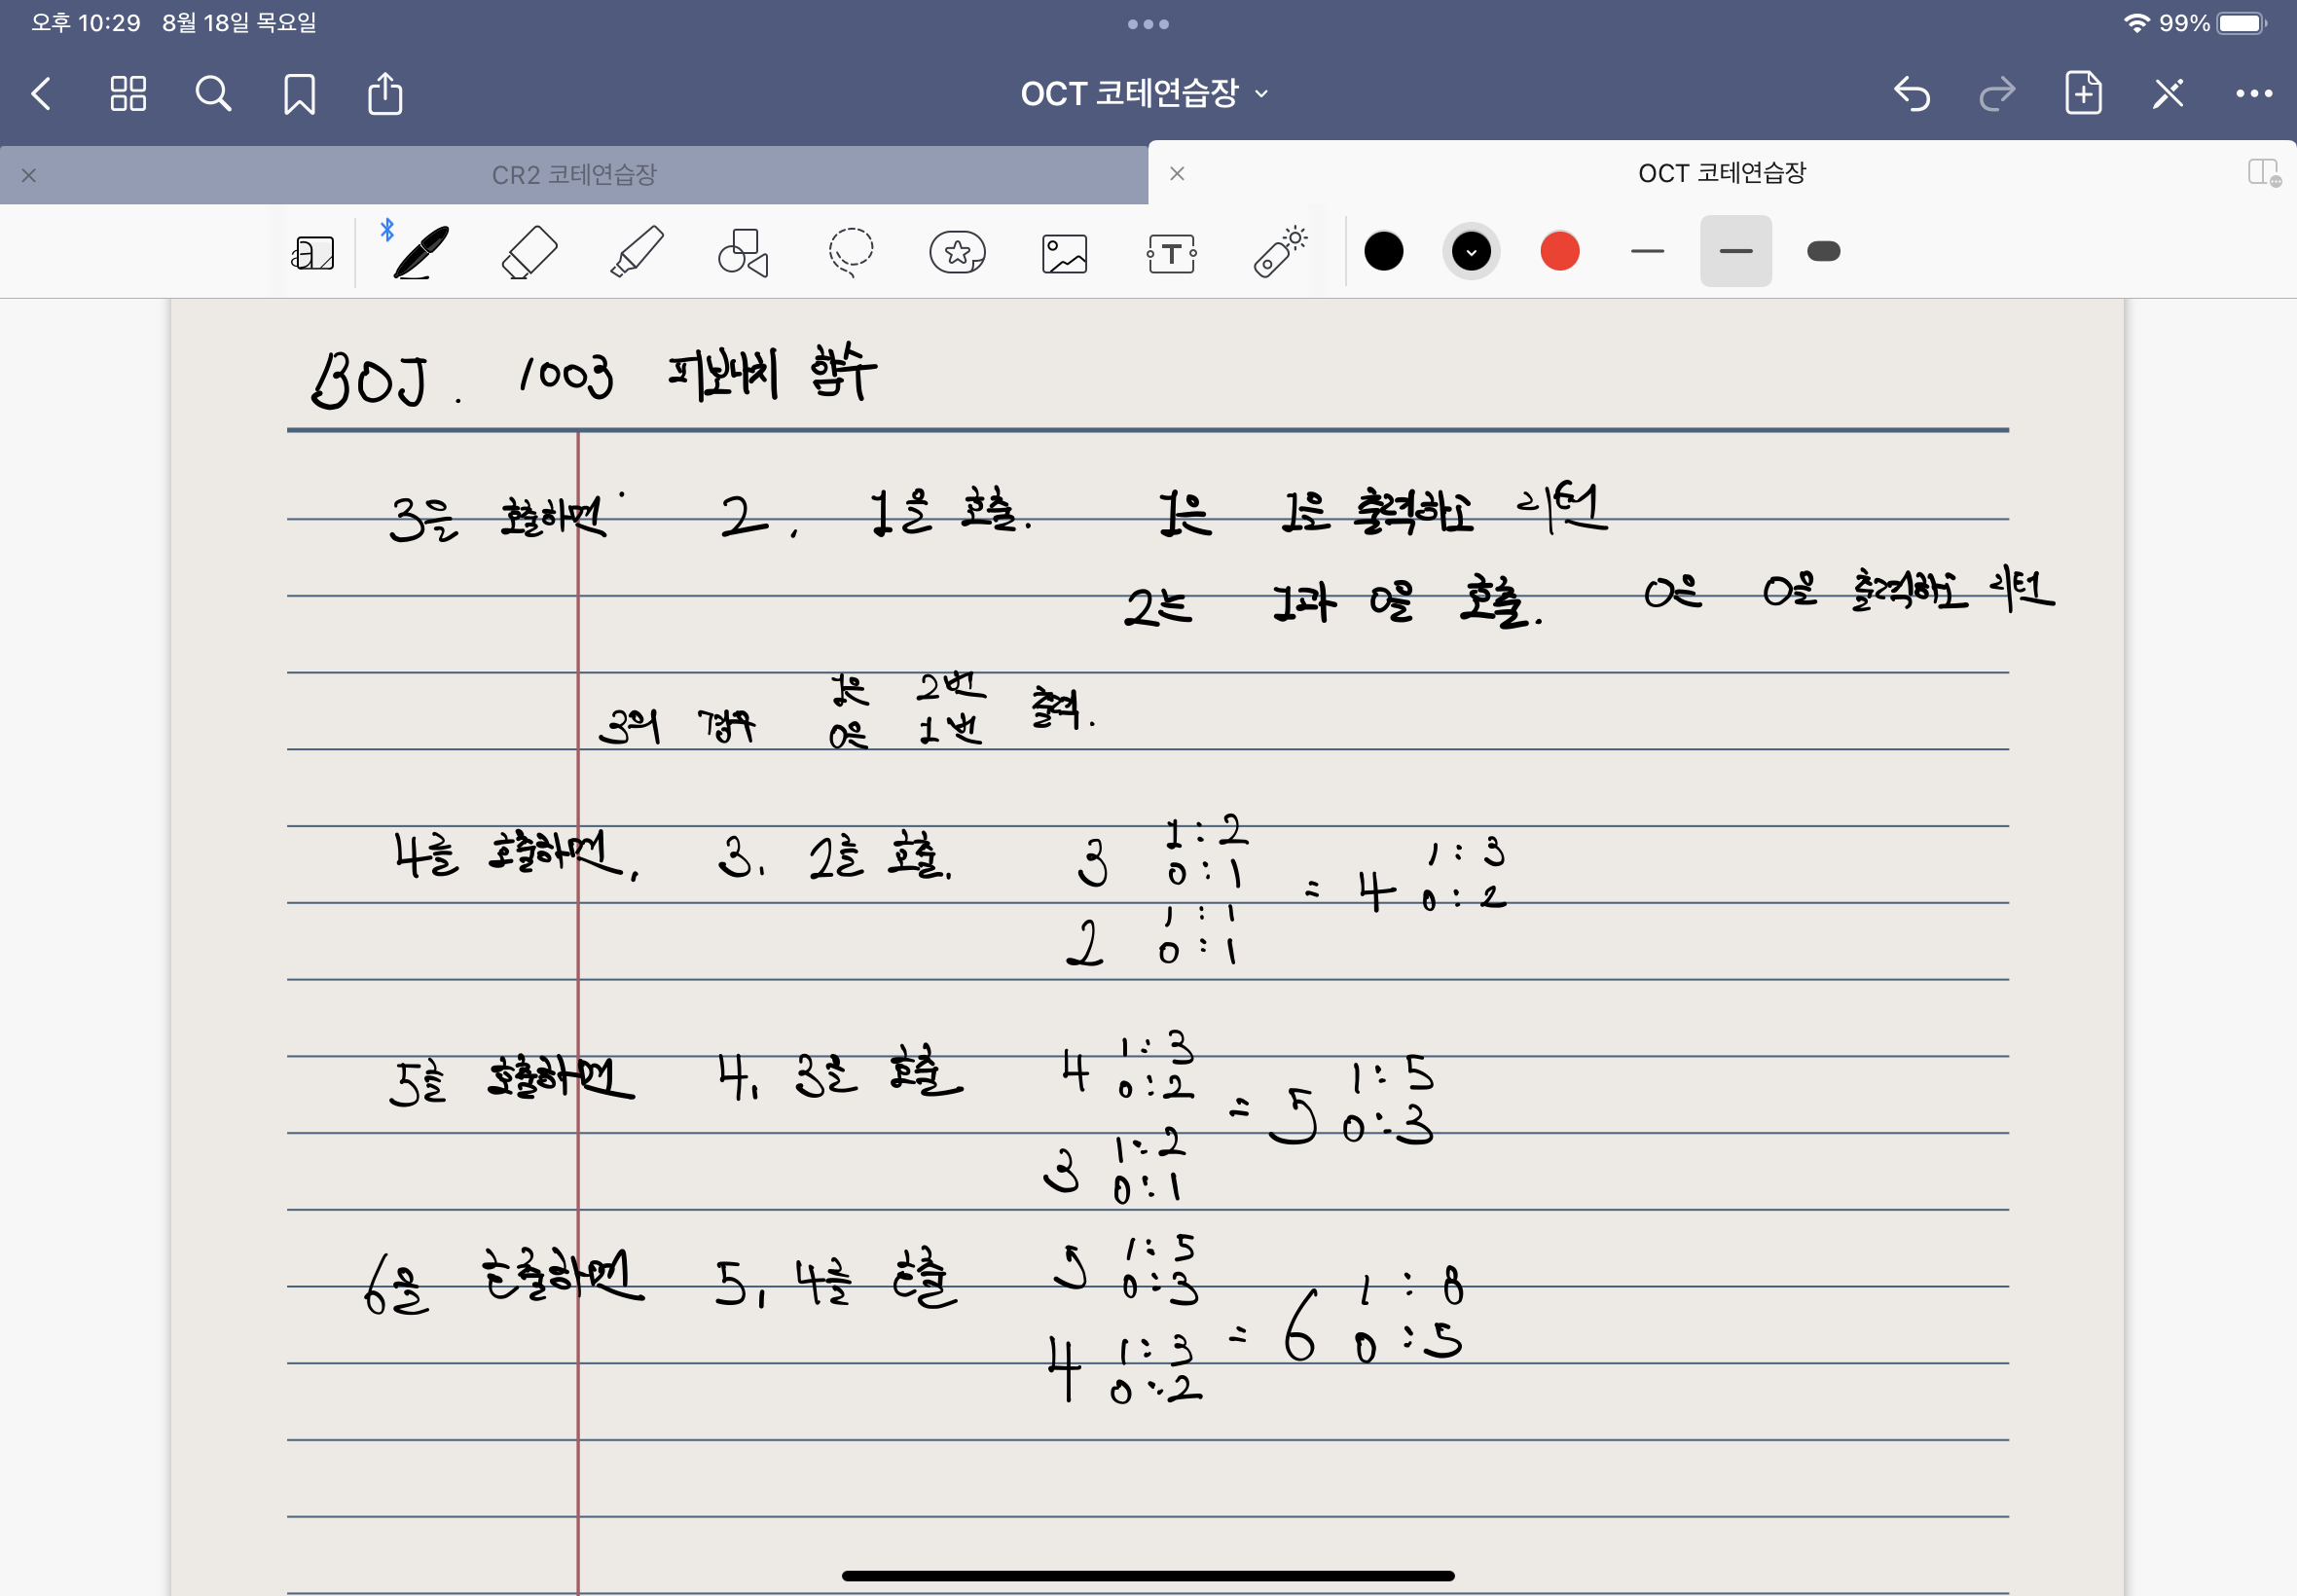 오후 10:29 8월 18일 목요일 99%
OCT 코테연습장
CR2 코테연습장 OCT 코테연습장
BOJ. 1003 피보나치 함수
3은 호출하면 2, 1을 호출. 1은 1을 출력하고 리턴
2는 1과 0을 호출. 0은 0을 출력하고 리턴
3의 경우 1은 2번 0은 1번 출력.
4를 호출하면, 3, 2를 호출. 3 1:2 0:1 2 1:1 0:1 = 4 1:3 0:2
5를 호출하면 4, 3을 호출 4 1:3 0:2 3 1:2 0:1 = 5 1:5 0:3
6을 호출하면 5, 4를 호출 5 1:5 0:3 4 1:3 0:2 = 6 1:8 0:5